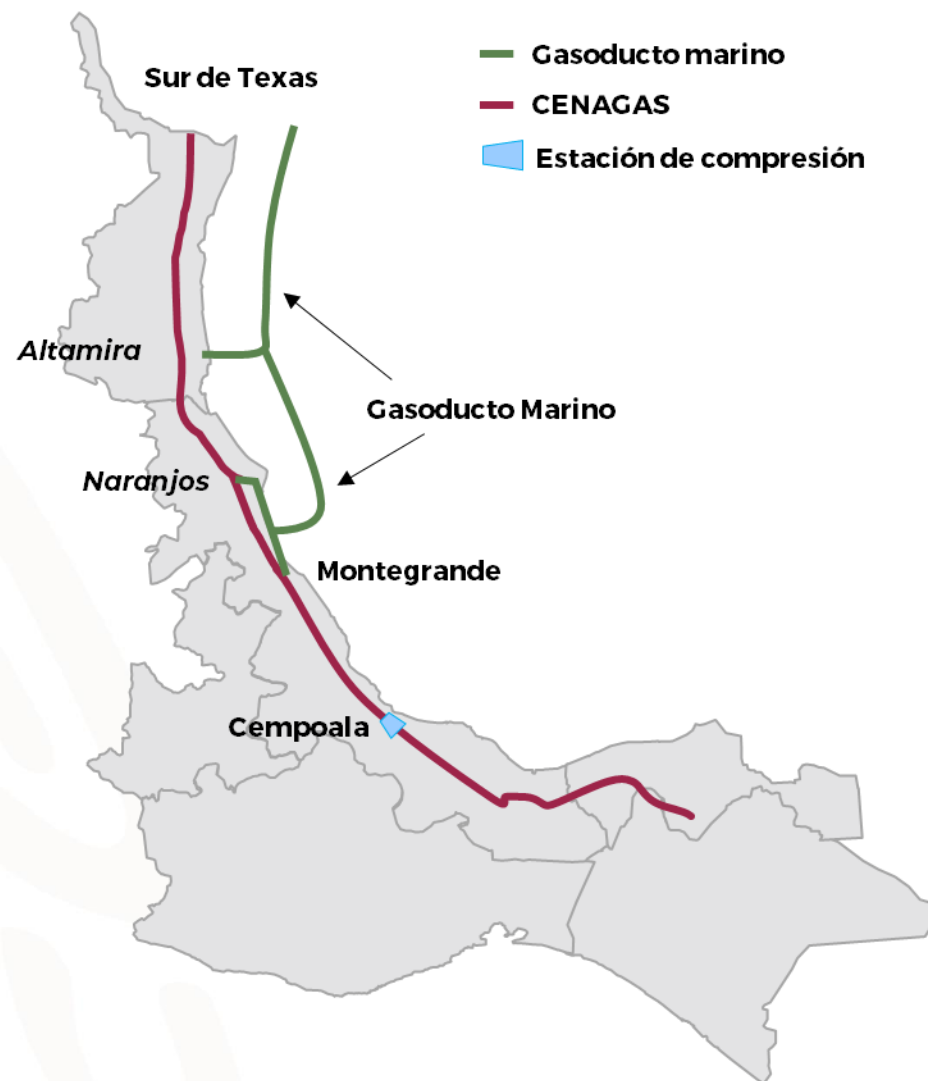 Sur de Texas
Gasoducto marino
CENAGAS
Estación de compresión
Altamira
Gasoducto Marino
Naranjos
Montegrande
Cempoala